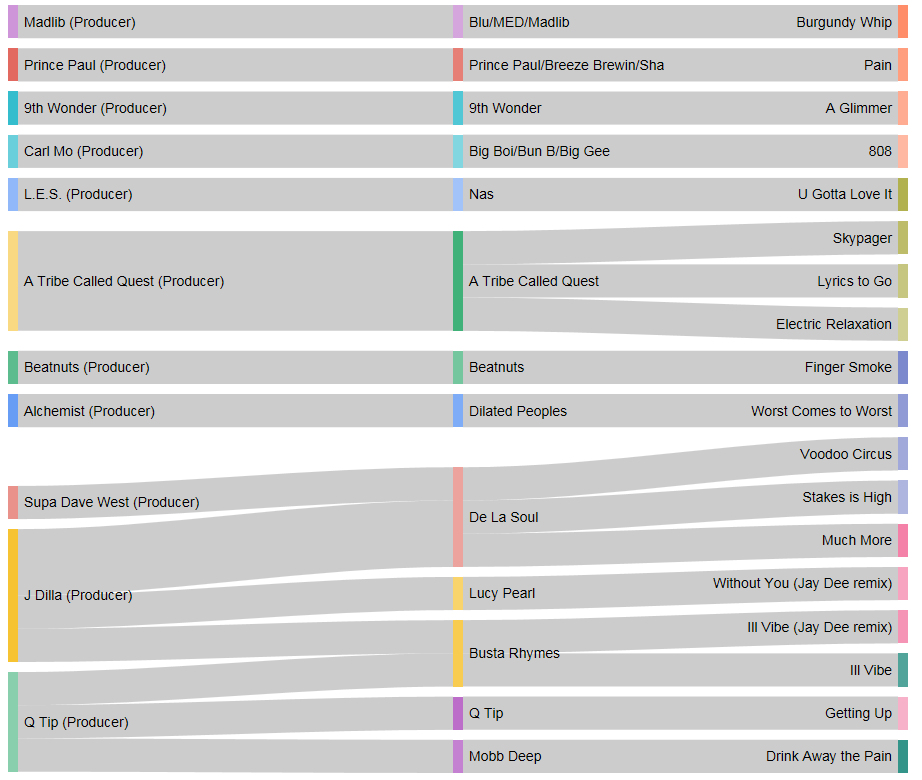 Madlib (Producer) Blu/MED/Madlib Burgundy Whip
Prince Paul (Producer) Prince Paul/Breeze Brewin/Sha Pain
9th Wonder (Producer) 9th Wonder A Glimmer
Carl Mo (Producer) Big Boi/Bun B/Big Gee 808
L.E.S. (Producer) Nas U Gotta Love It
Skypager
A Tribe Called Quest (Producer) A Tribe Called Quest Lyrics to Go
Electric Relaxation
Beatnuts (Producer) Beatnuts Finger Smoke
Alchemist (Producer) Dilated Peoples Worst Comes to Worst
Voodoo Circus
Supa Dave West (Producer) Stakes is High
De La Soul
Much More
Without You (Jay Dee remix)
J Dilla (Producer) Lucy Pearl
Ill Vibe (Jay Dee remix)
Busta Rhymes
Ill Vibe
Q Tip (Producer) Q Tip Getting Up
Mobb Deep Drink Away the Pain